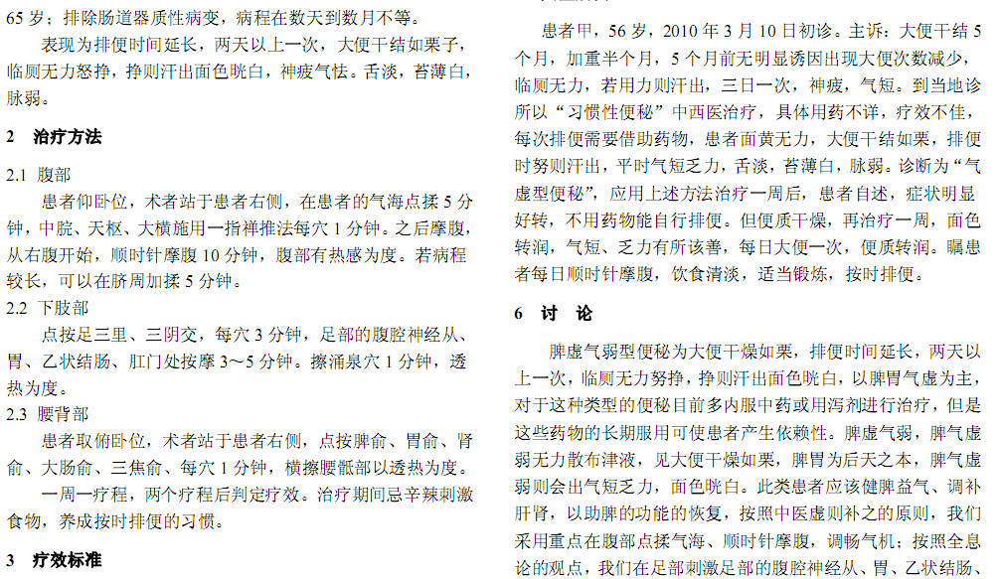 65 岁；排除肠道器质性病变，病程在数天到数月不等。
表现为排便时间延长，两天以上一次，大便干结如栗子，
临厕无力怒挣，挣则汗出面色晄白，神疲气怯。舌淡，苔薄白，
脉弱。
2 治疗方法
2.1 腹部
患者仰卧位，术者站于患者右侧，在患者的气海点揉 5 分
钟，中脘、天枢、大横施用一指禅推法每穴 1 分钟。之后摩腹，
从右腹开始，顺时针摩腹 10 分钟，腹部有热感为度。若病程
较长，可以在脐周加揉 5 分钟。
2.2 下肢部
点按足三里、三阴交，每穴 3 分钟，足部的腹腔神经丛、
胃、乙状结肠、肛门处按摩 3～5 分钟。擦涌泉穴 1 分钟，透
热为度。
2.3 腰背部
患者取俯卧位，术者站于患者右侧，点按脾俞、胃俞、肾
俞、大肠俞、三焦俞、每穴 1 分钟，横擦腰骶部以透热为度。
一周一疗程，两个疗程后判定疗效。治疗期间忌辛辣刺激
食物，养成按时排便的习惯。
3 疗效标准
患者甲，56 岁，2010 年 3 月 10 日初诊。主诉：大便干结 5
个月，加重半个月，5 个月前无明显诱因出现大便次数减少，
临厕无力，若用力则汗出，三日一次，神疲，气短。到当地诊
所以“习惯性便秘”中西医治疗，具体用药不详，疗效不佳，
每次排便需要借助药物，患者面黄无力，大便干结如栗，排便
时努则汗出，平时气短乏力，舌淡，苔薄白，脉弱。诊断为“气
虚型便秘”，应用上述方法治疗一周后，患者自述，症状明显
好转，不用药物能自行排便。但便质干燥，再治疗一周，面色
转润，气短、乏力有所该善，每日大便一次，便质转润。瞩患
者每日顺时针摩腹，饮食清淡，适当锻炼，按时排便。
6 讨 论
脾虚气弱型便秘为大便干燥如栗，排便时间延长，两天以
上一次，临厕无力努挣，挣则汗出面色晄白，以脾胃气虚为主，
对于这种类型的便秘目前多内服中药或用泻剂进行治疗，但是
这些药物的长期服用可使患者产生依赖性。脾虚气弱，脾气虚
弱无力散布津液，见大便干燥如栗，脾胃为后天之本，脾气虚
弱则会出气短乏力，面色晄白。此类患者应该健脾益气、调补
肝肾，以助脾的功能的恢复，按照中医虚则补之的原则，我们
采用重点在腹部点揉气海、顺时针摩腹，调畅气机；按照全息
论的观点，我们在足部刺激足部的腹腔神经丛、胃、乙状结肠、